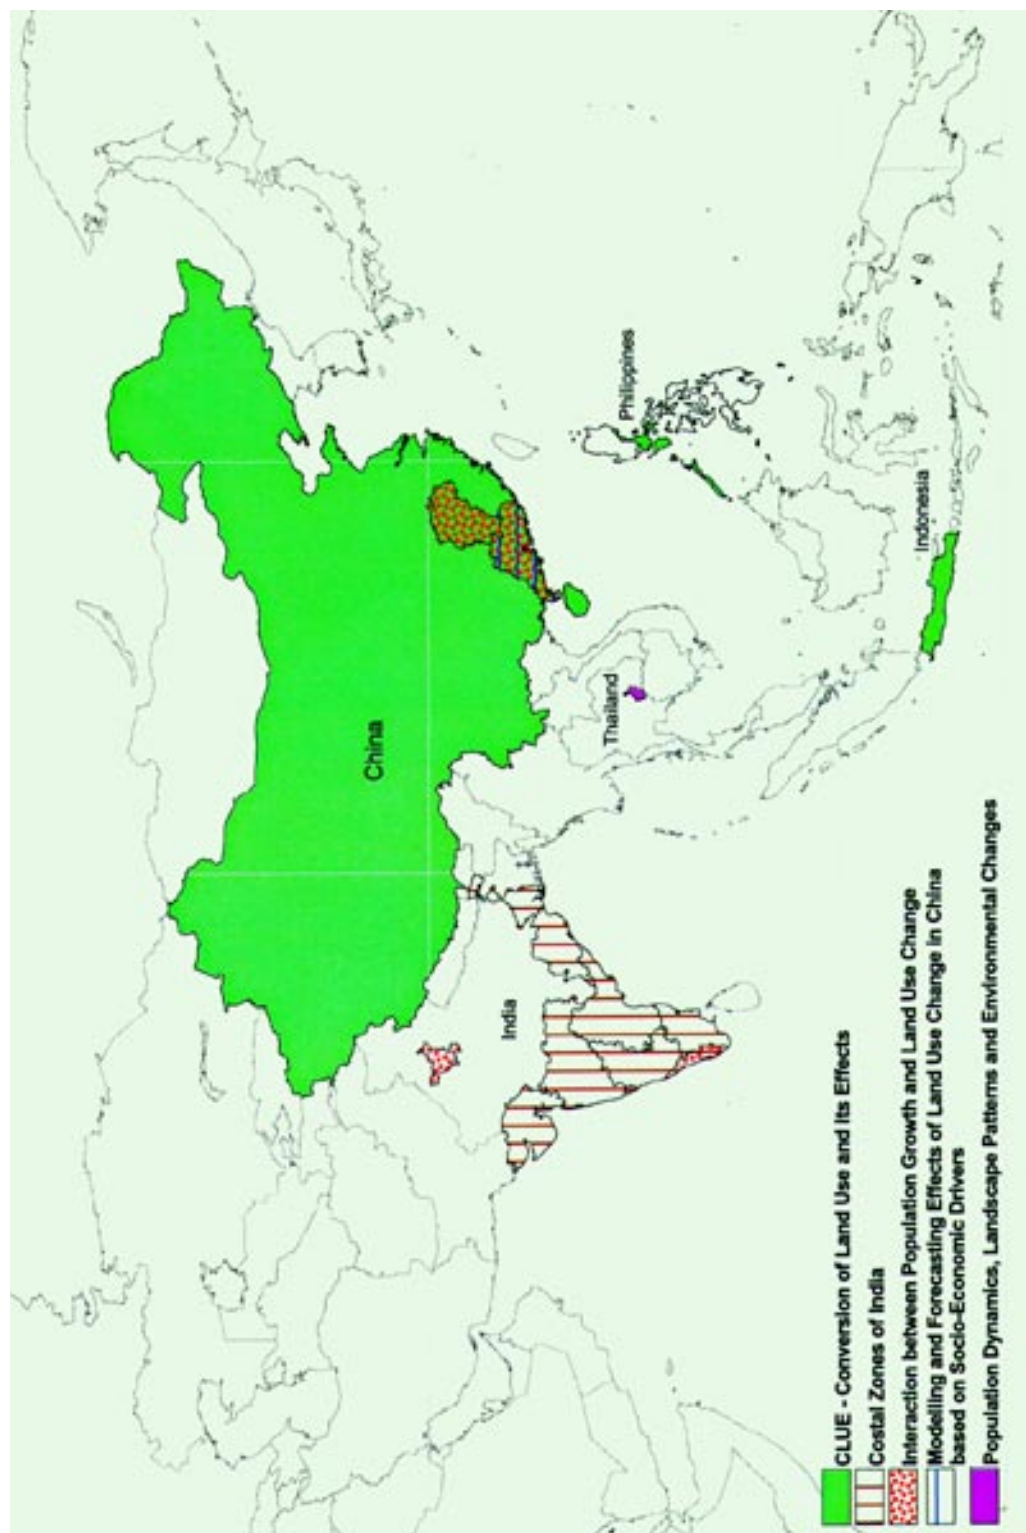 China
Philippines
Indonesia
Thailand
India
CLUE - Conversion of Land Use and Its Effects
Costal Zones of India
Interaction between Population Growth and Land Use Change
Modelling and Forecasting Effects of Land Use Change in China
based on Socio-Economic Drivers
Population Dynamics, Landscape Patterns and Environmental Changes